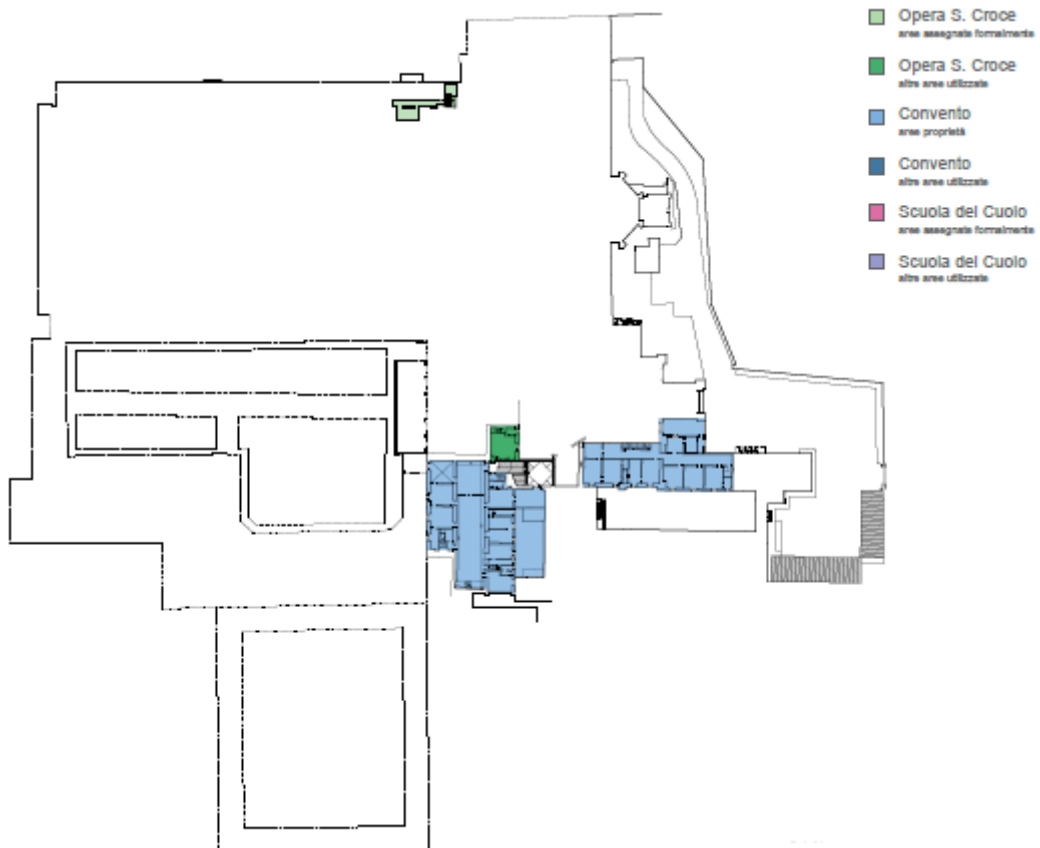 Opera S. Croce
aree assegnate formalmente
Opera S. Croce
altre aree utilizzate
Convento
aree proprietà
Convento
altre aree utilizzate
Scuola del Cuoio
aree assegnate formalmente
Scuola del Cuoio
altre aree utilizzate